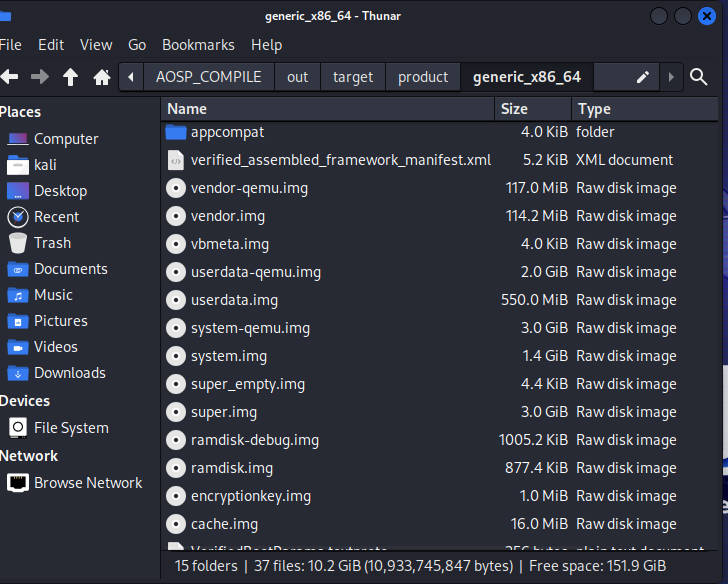 generic_x86_64 - Thunar
File Edit View Go Bookmarks Help
AOSP_COMPILE out target product generic_x86_64
Places
Computer
kali
Desktop
Recent
Trash
Documents
Music
Pictures
Videos
Downloads
Devices
File System
Network
Browse Network
Name Size Type
appcompat 4.0 KiB folder
verified_assembled_framework_manifest.xml 5.2 KiB XML document
vendor-qemu.img 117.0 MiB Raw disk image
vendor.img 114.2 MiB Raw disk image
vbmeta.img 4.0 KiB Raw disk image
userdata-qemu.img 2.0 GiB Raw disk image
userdata.img 550.0 MiB Raw disk image
system-qemu.img 3.0 GiB Raw disk image
system.img 1.4 GiB Raw disk image
super_empty.img 4.4 KiB Raw disk image
super.img 3.0 GiB Raw disk image
ramdisk-debug.img 1005.2 KiB Raw disk image
ramdisk.img 877.4 KiB Raw disk image
encryptionkey.img 1.0 MiB Raw disk image
cache.img 16.0 MiB Raw disk image
VerifiedBootParams.textproto 256 bytes plain text document
15 folders | 37 files: 10.2 GiB (10,933,745,847 bytes) | Free space: 151.9 GiB